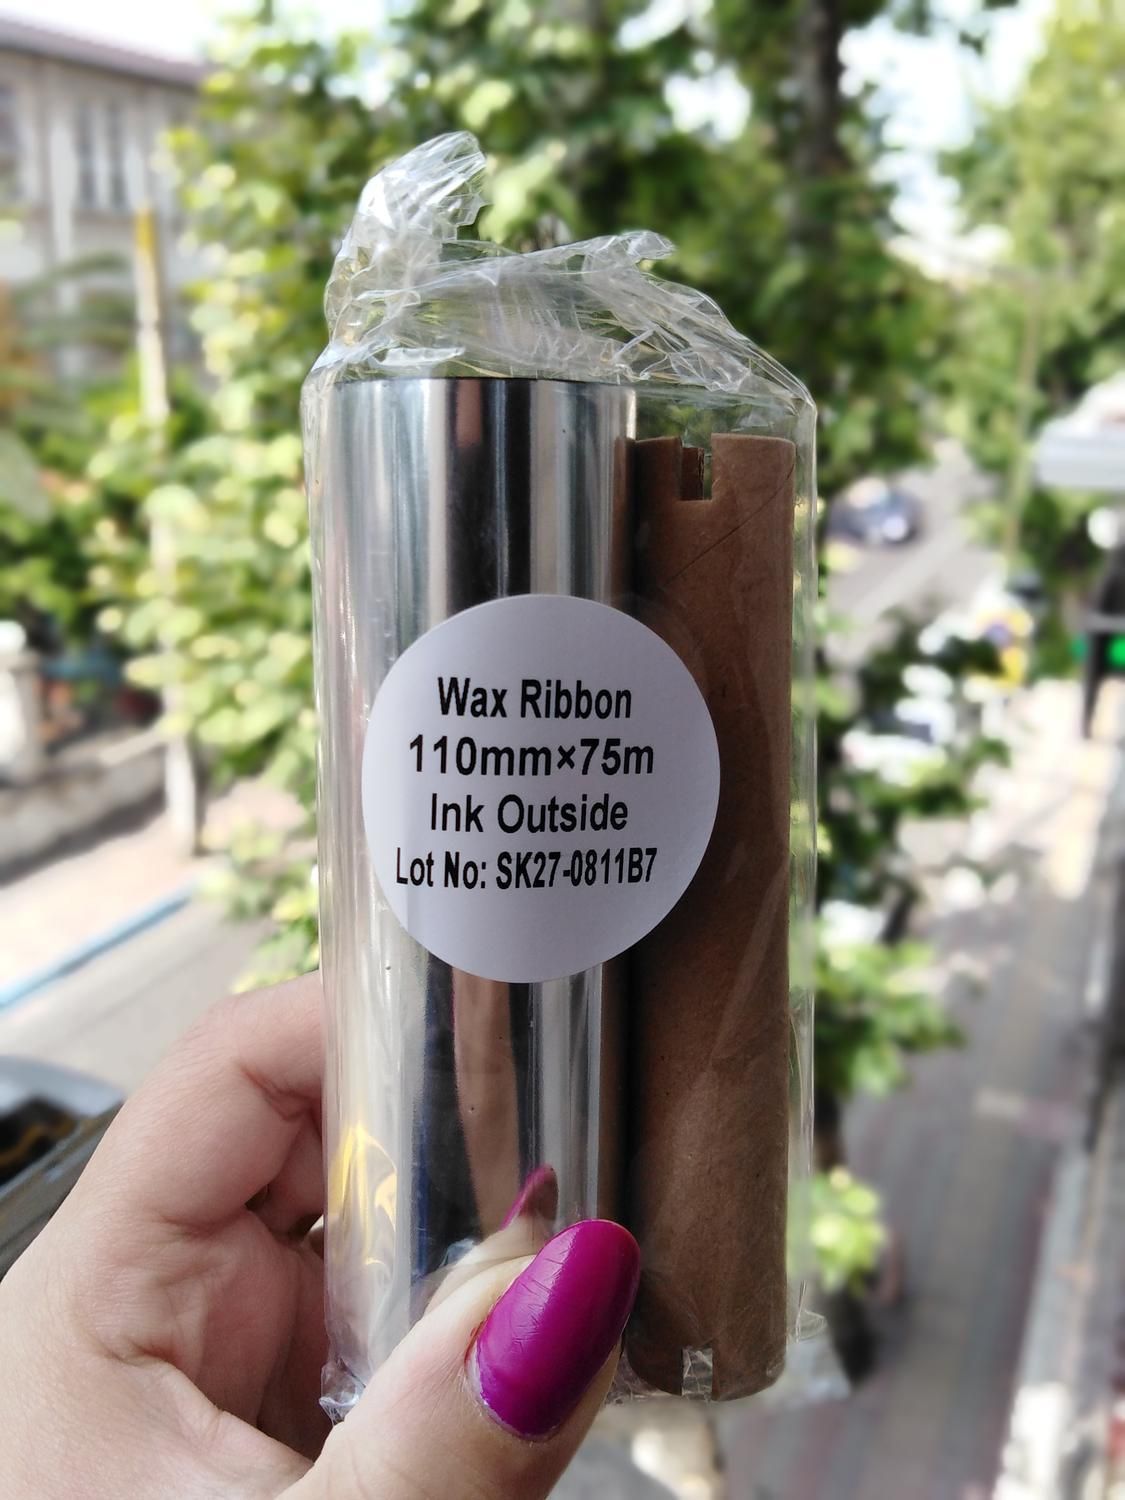 Wax Ribbon
110mm×75m
Ink Outside
Lot No: SK27-0811B7